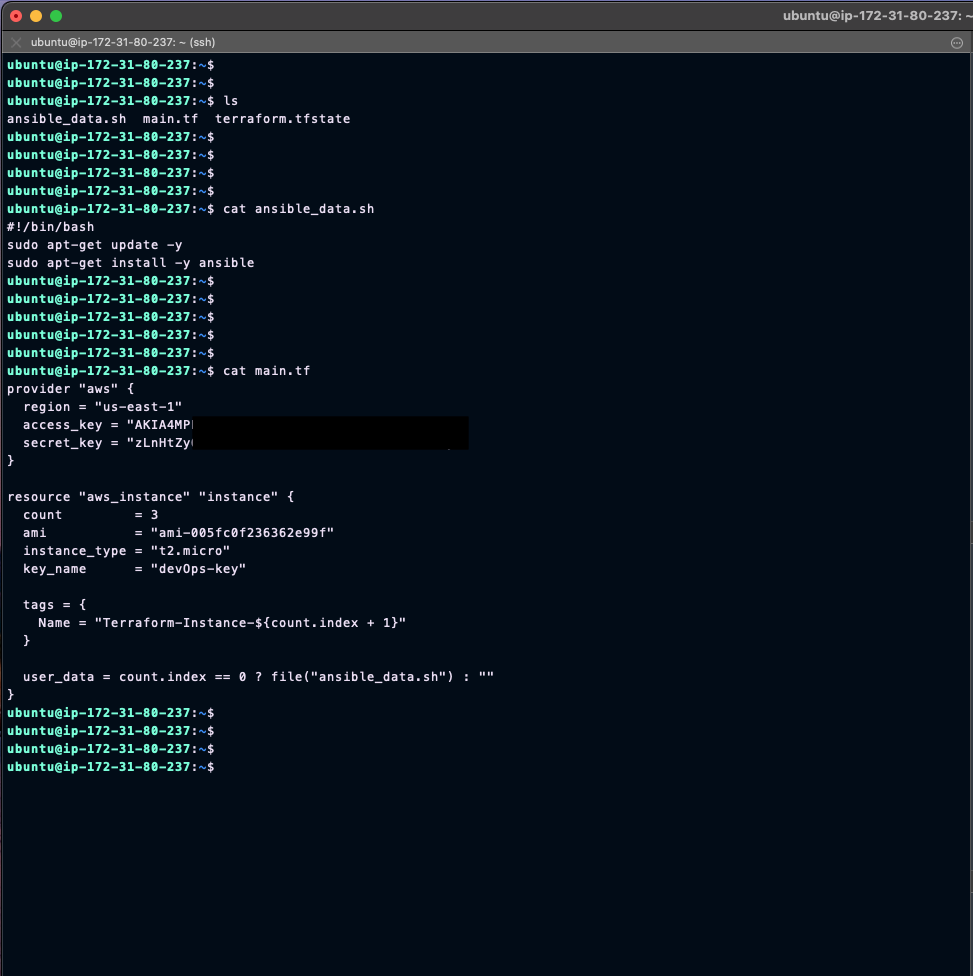 ubuntu@ip-172-31-80-237: ~
ubuntu@ip-172-31-80-237: ~ (ssh)
ubuntu@ip-172-31-80-237:~$
ubuntu@ip-172-31-80-237:~$
ubuntu@ip-172-31-80-237:~$ ls
ansible_data.sh  main.tf  terraform.tfstate
ubuntu@ip-172-31-80-237:~$
ubuntu@ip-172-31-80-237:~$
ubuntu@ip-172-31-80-237:~$
ubuntu@ip-172-31-80-237:~$
ubuntu@ip-172-31-80-237:~$ cat ansible_data.sh
#!/bin/bash
sudo apt-get update -y
sudo apt-get install -y ansible
ubuntu@ip-172-31-80-237:~$
ubuntu@ip-172-31-80-237:~$
ubuntu@ip-172-31-80-237:~$
ubuntu@ip-172-31-80-237:~$
ubuntu@ip-172-31-80-237:~$
ubuntu@ip-172-31-80-237:~$ cat main.tf
provider "aws" {
  region = "us-east-1"
  access_key = "AKIA4MP
  secret_key = "zLnHtZy
}

resource "aws_instance" "instance" {
  count         = 3
  ami           = "ami-005fc0f236362e99f"
  instance_type = "t2.micro"
  key_name      = "devOps-key"

  tags = {
    Name = "Terraform-Instance-${count.index + 1}"
  }

  user_data = count.index == 0 ? file("ansible_data.sh") : ""
}
ubuntu@ip-172-31-80-237:~$
ubuntu@ip-172-31-80-237:~$
ubuntu@ip-172-31-80-237:~$
ubuntu@ip-172-31-80-237:~$